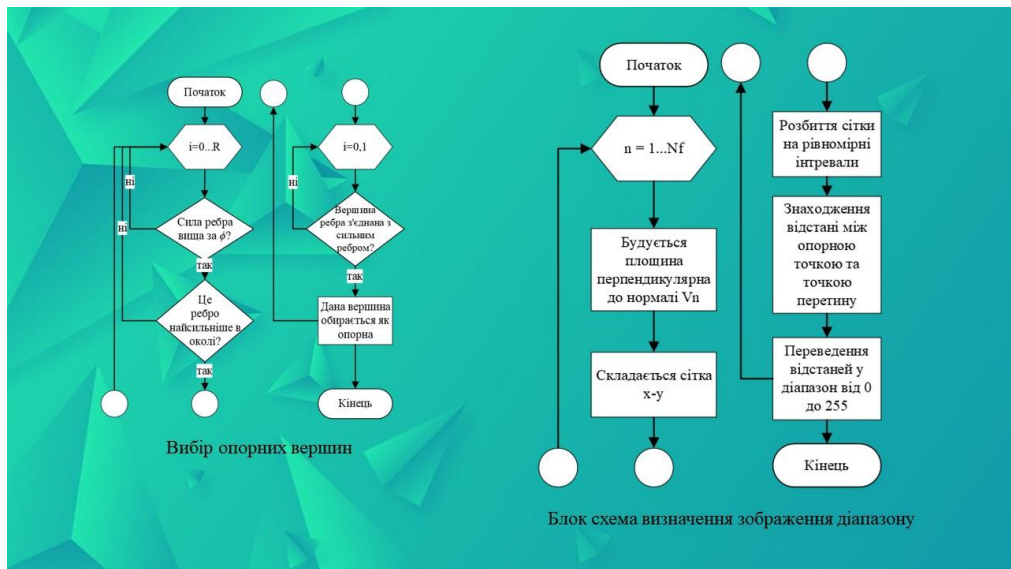 Початок
i=0...R
ні
Сила ребра
вища за ϕ?
ні
так
Це
ребро
найсильніше в
околі?
так
i=0,1
ні
Вершина
ребра з'єднана з
сильним
ребром?
так
Дана вершина
обирається як
опорна
Кінець
Вибір опорних вершин
Початок
n = 1...Nf
Будується
площина
перпендикулярна
до нормалі Vn
Складається сітка
x-y
Розбиття сітки
на рівномірні
інтревали
Знаходження
відстані між
опорною
точкою та
точкою
перетину
Переведення
відстаней у
діапазон від 0
до 255
Кінець
Блок схема визначення зображення діапазону